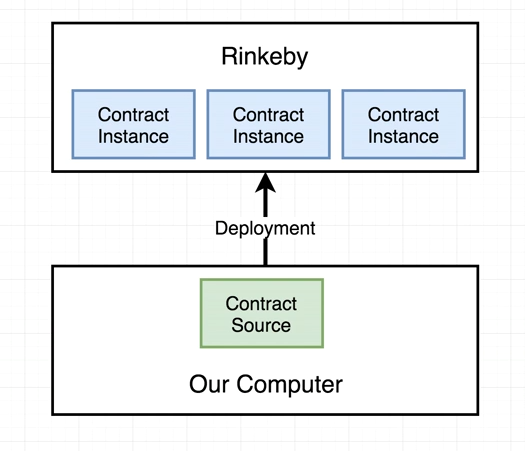 Rinkeby
Contract
Instance
Contract
Instance
Contract
Instance
Deployment
Contract
Source
Our Computer